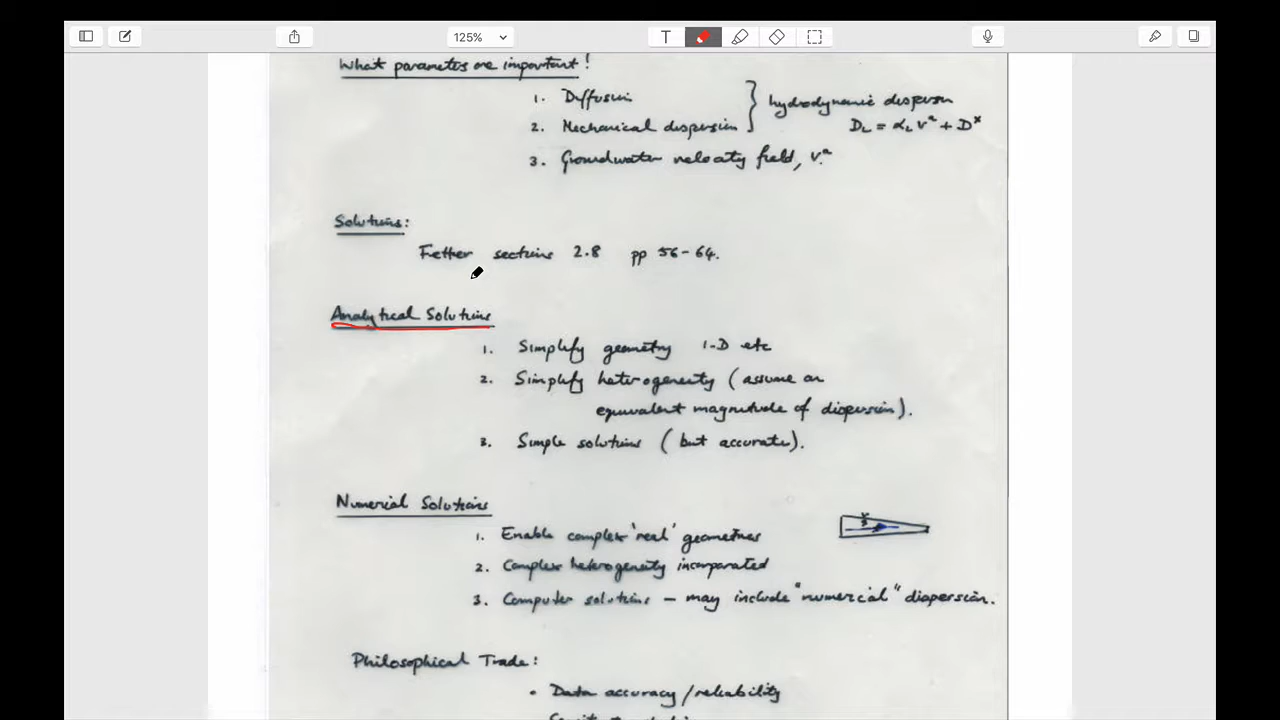 125%
T
What parameters are important?
1. Diffusion
2. Mechanical dispersion
hydrodynamic dispersion
D_L = α_L vᵃ + D*
3. Groundwater velocity field, vᵃ
Solutions:
Fetter sections 2.8 pp 56-64.
Analytical Solutions
1. Simplify geometry 1-D etc
2. Simplify heterogeneity (assume an
equivalent magnitude of dispersion).
3. Simple solutions (but accurate).
Numerical Solutions
1. Enable complex 'real' geometries
2. Complex heterogeneity incorporated
3. Computer solutions - may include "numerical" dispersion.
Philosophical Trade:
• Data accuracy/reliability